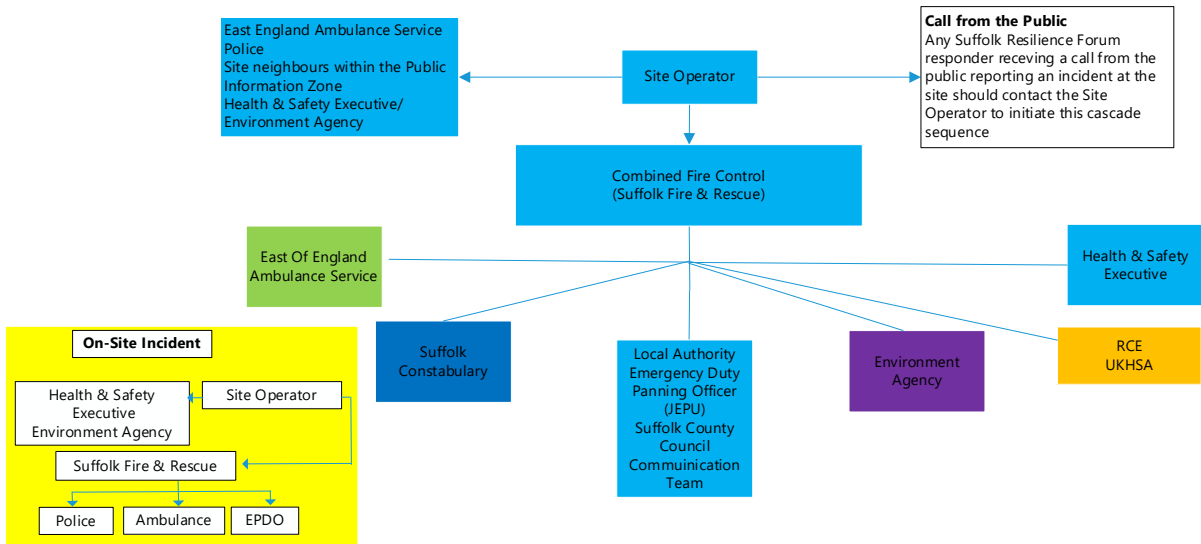 East England Ambulance Service
Police
Site neighbours within the Public
Information Zone
Health & Safety Executive/
Environment Agency
Site Operator
Call from the Public
Any Suffolk Resilience Forum
responder receving a call from the
public reporting an incident at the
site should contact the Site
Operator to initiate this cascade
sequence
Combined Fire Control
(Suffolk Fire & Rescue)
East Of England
Ambulance Service
Health & Safety
Executive
Suffolk
Constabulary
Local Authority
Emergency Duty
Panning Officer
(JEPU)
Suffolk County
Council
Commuinication
Team
Environment
Agency
RCE
UKHSA
On-Site Incident
Health & Safety
Executive
Environment Agency
Site Operator
Suffolk Fire & Rescue
Police
Ambulance
EPDO